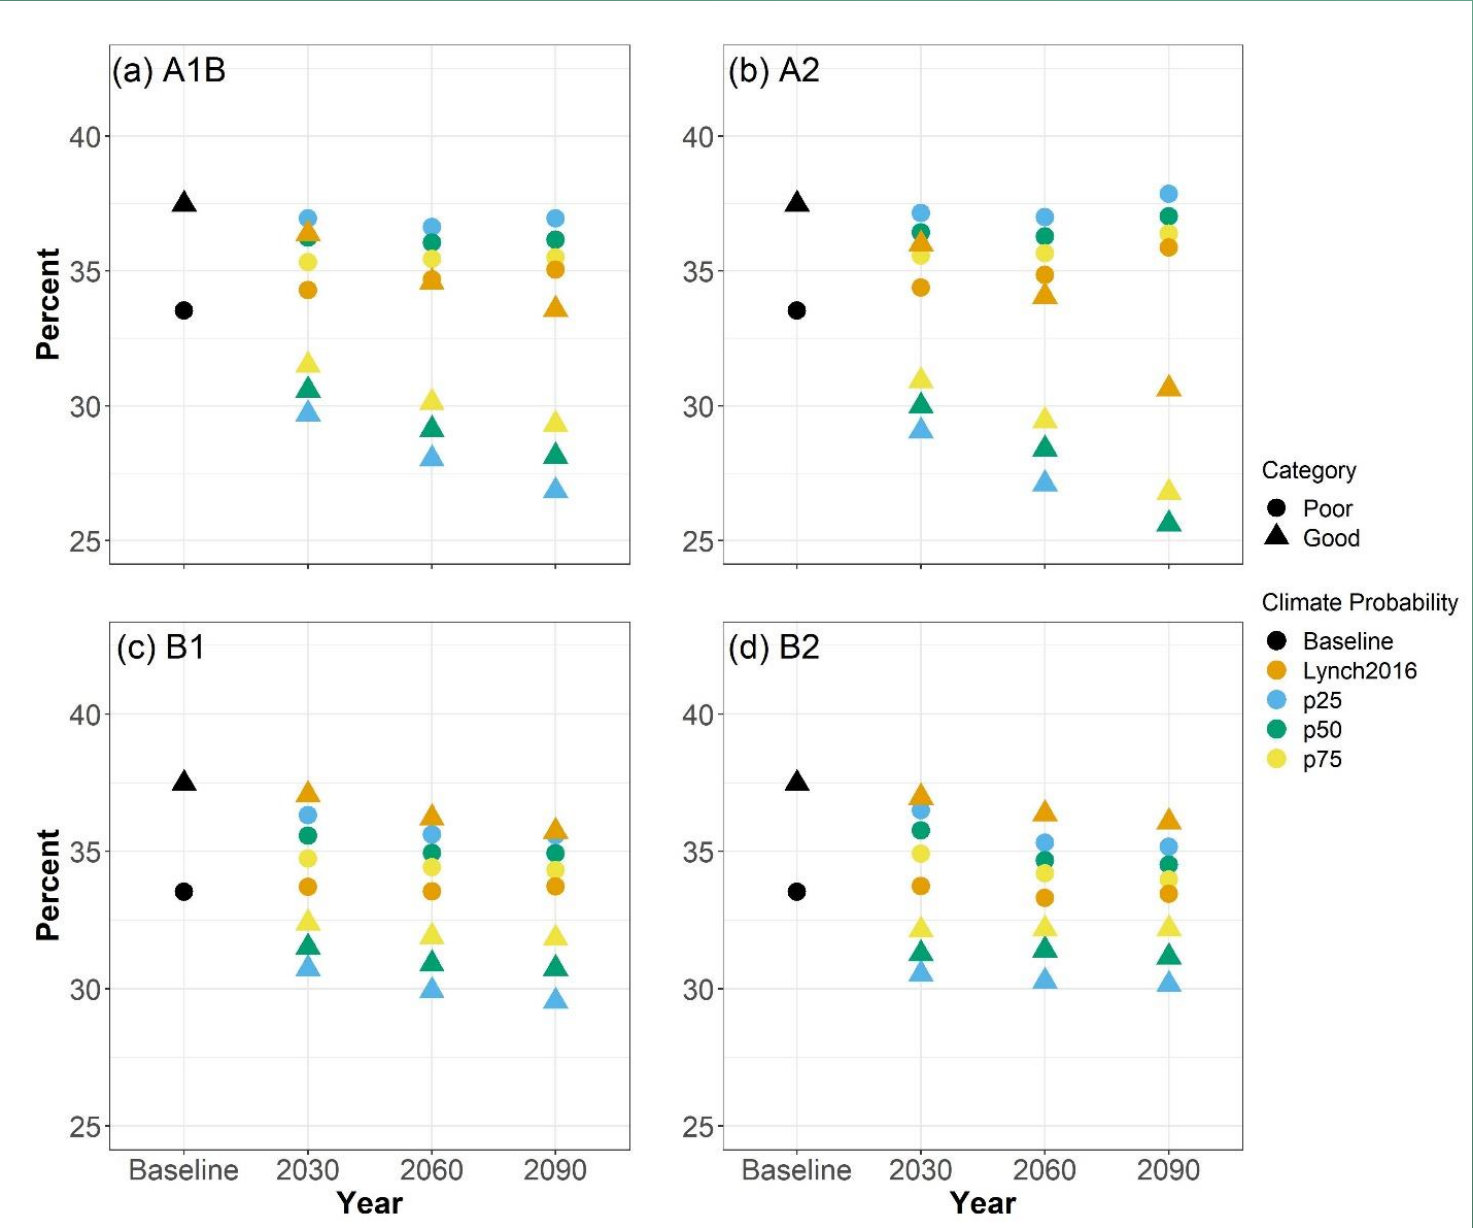 (a) A1B
(b) A2
40
35
30
25
Percent
40
35
30
25
Category
Poor
Good
Climate Probability
Baseline
Lynch2016
p25
p50
p75
(c) B1
(d) B2
40
35
30
25
Percent
40
35
30
25
Baseline 2030 2060 2090
Year
Baseline 2030 2060 2090
Year